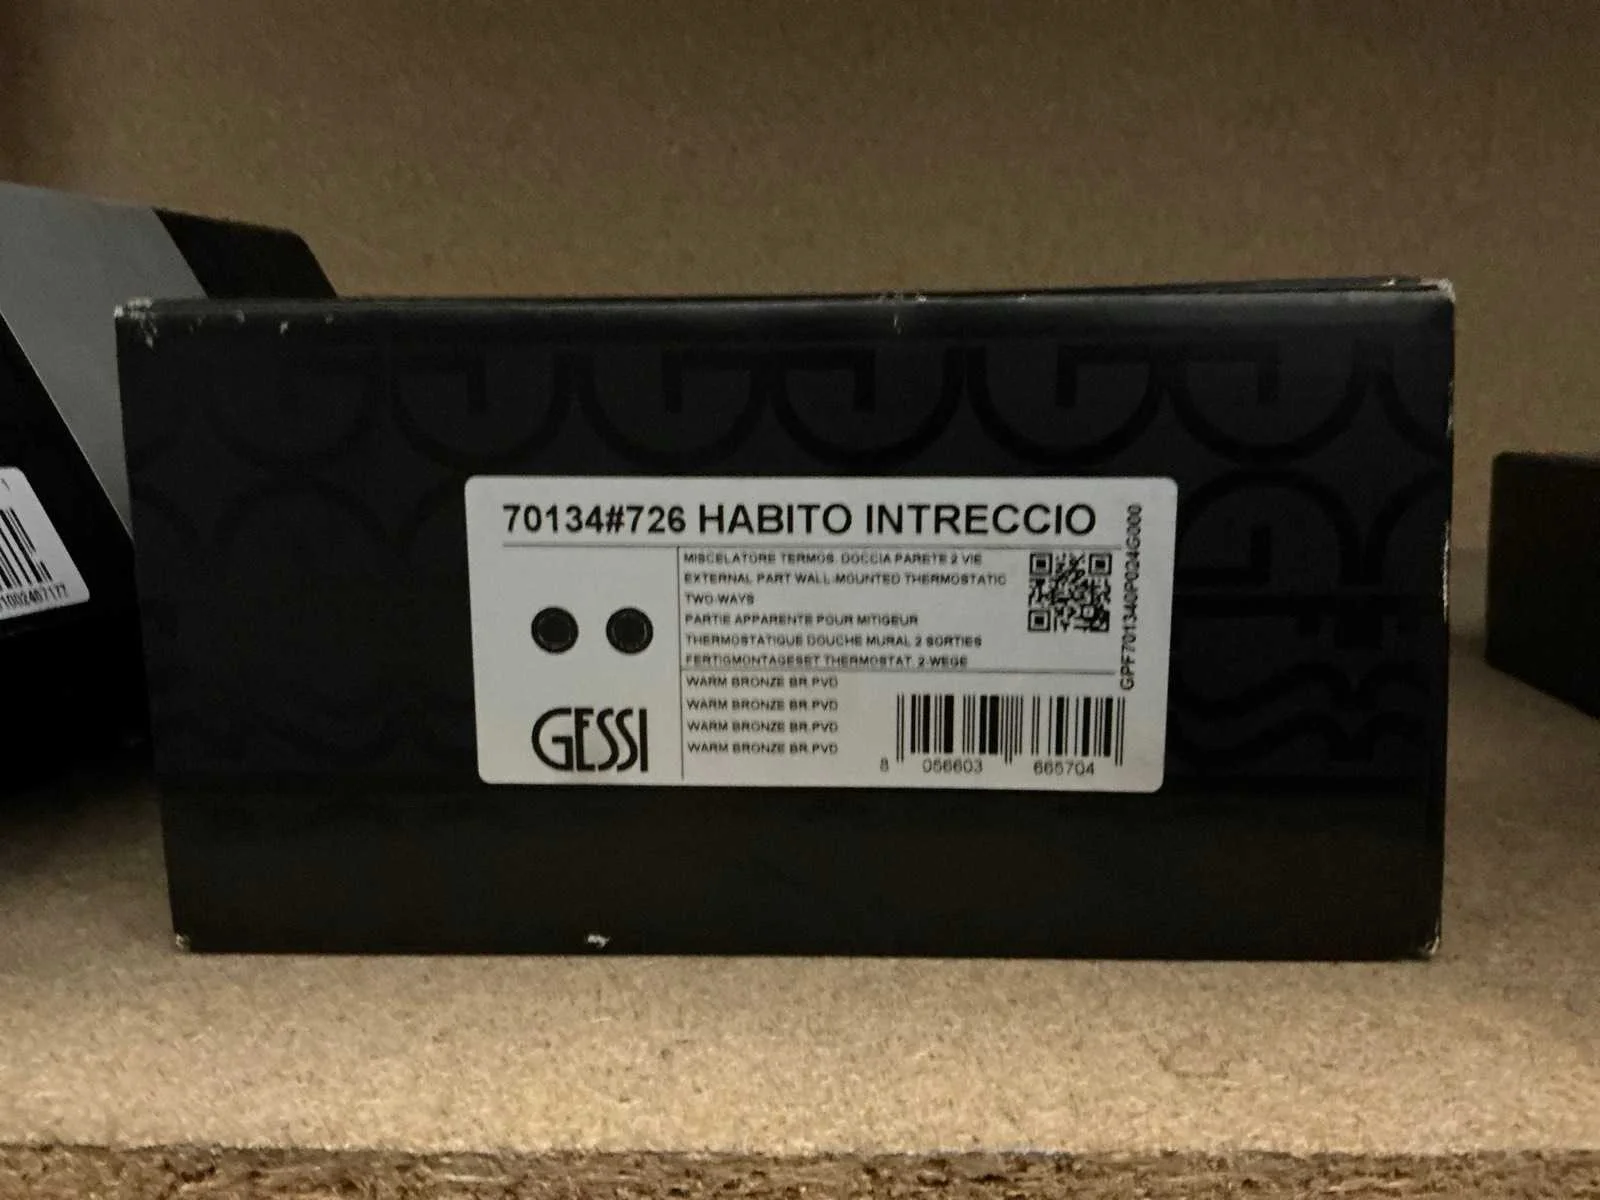 70134#726 HABITO INTRECCIO
MISCELATORE TERMOS. DOCCIA PARETE 2 VIE
EXTERNAL PART WALL-MOUNTED THERMOSTATIC
TWO-WAYS
PARTIE APPARENTE POUR MITIGEUR
THERMOSTATIQUE DOUCHE MURAL 2 SORTIES
FERTIGMONTAGESET THERMOSTAT. 2-WEGE
WARM BRONZE BR.PVD
WARM BRONZE BR.PVD
WARM BRONZE BR.PVD
WARM BRONZE BR.PVD
GESSI
8 056603 665704
GPF701340P024G000